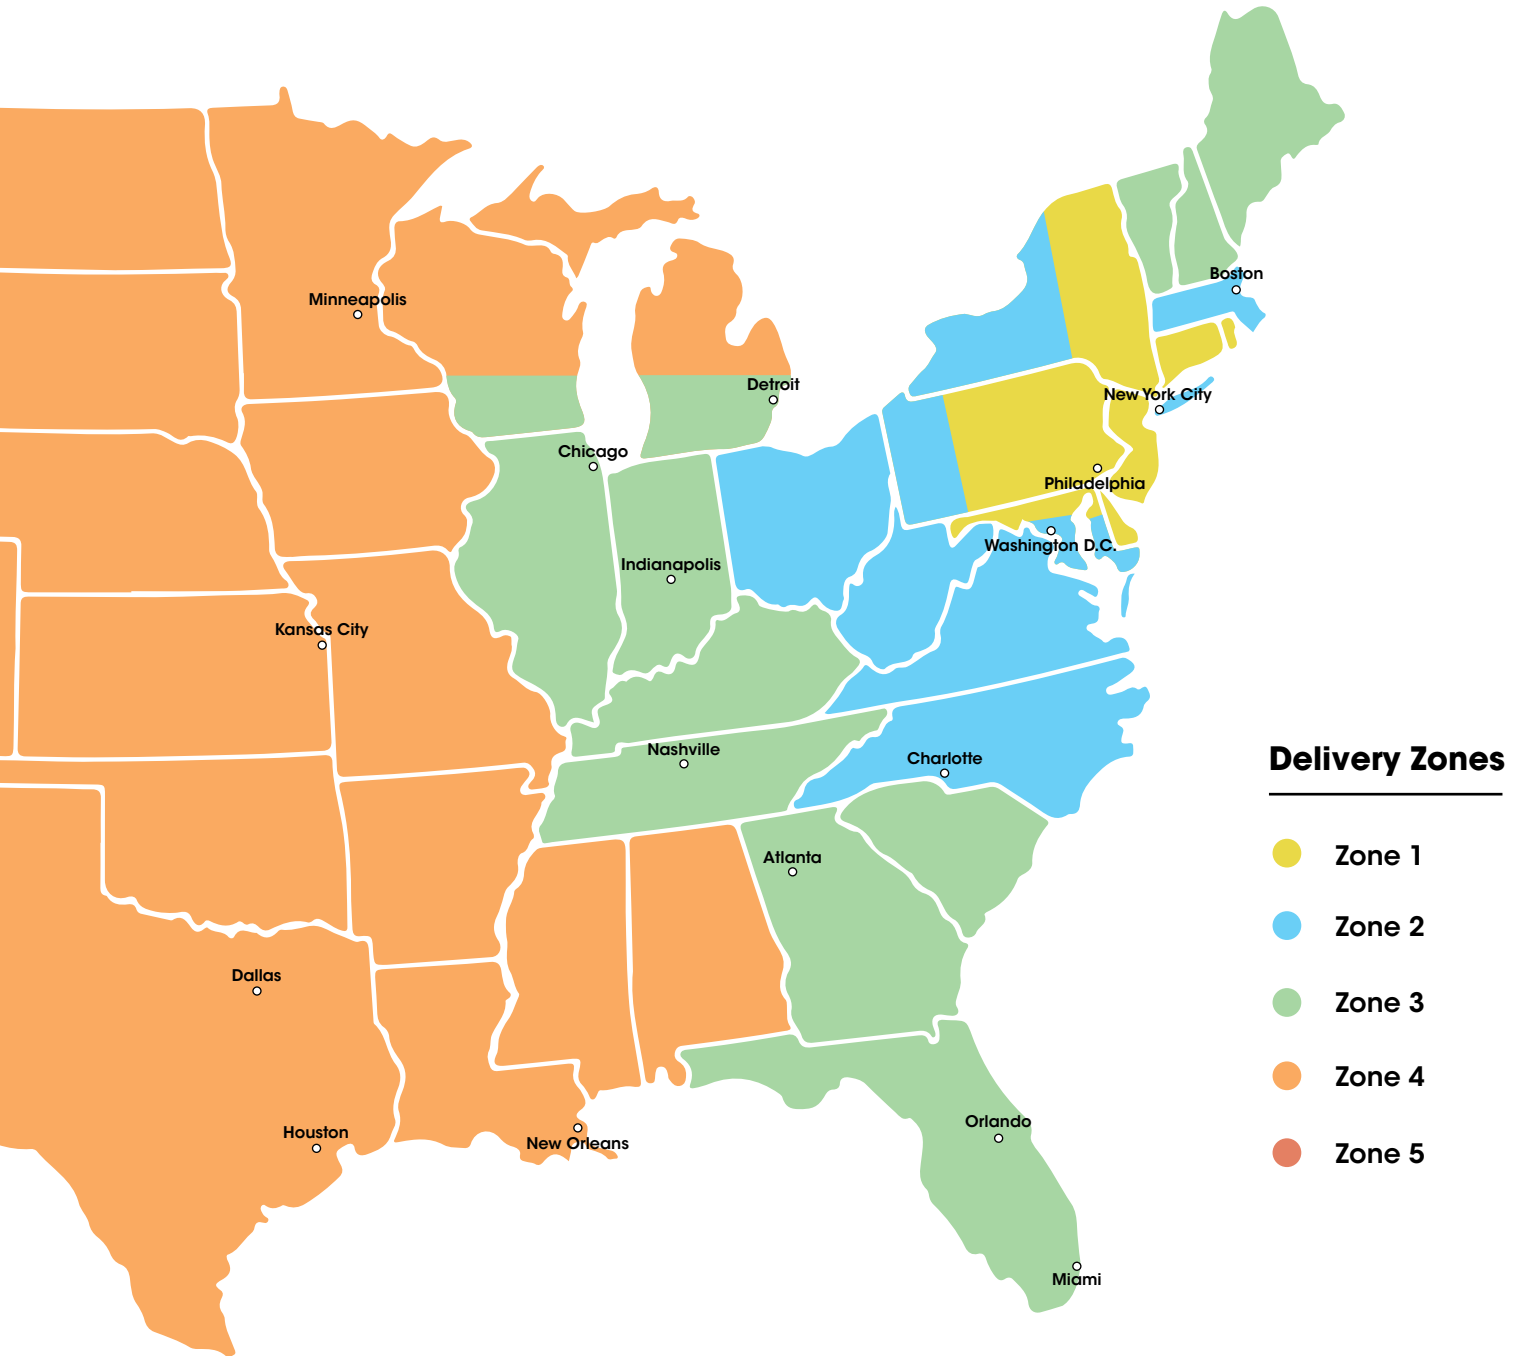 Boston
Minneapolis
Detroit
New York City
Chicago
Philadelphia
Washington D.C.
Indianapolis
Kansas City
Nashville
Charlotte
Atlanta
Dallas
Orlando
Houston
New Orleans
Miami
Delivery Zones
Zone 1
Zone 2
Zone 3
Zone 4
Zone 5